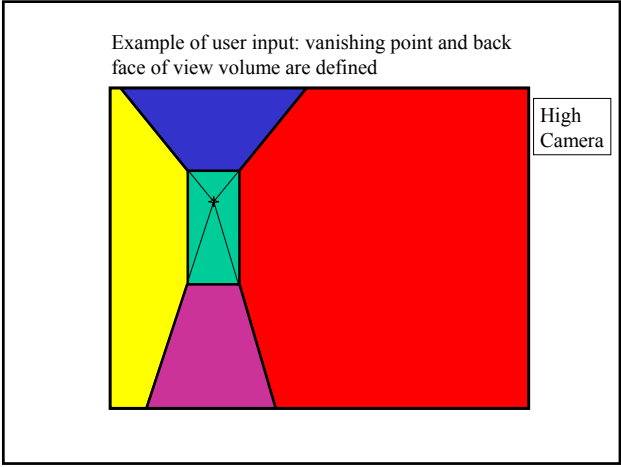 Example of user input: vanishing point and back
face of view volume are defined
High
Camera